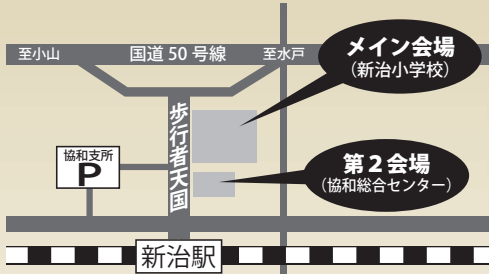 至小山
国道50号線
至水戸
メイン会場
(新治小学校)
歩行者天国
協和支所
P
第2会場
(協和総合センター)
新治駅